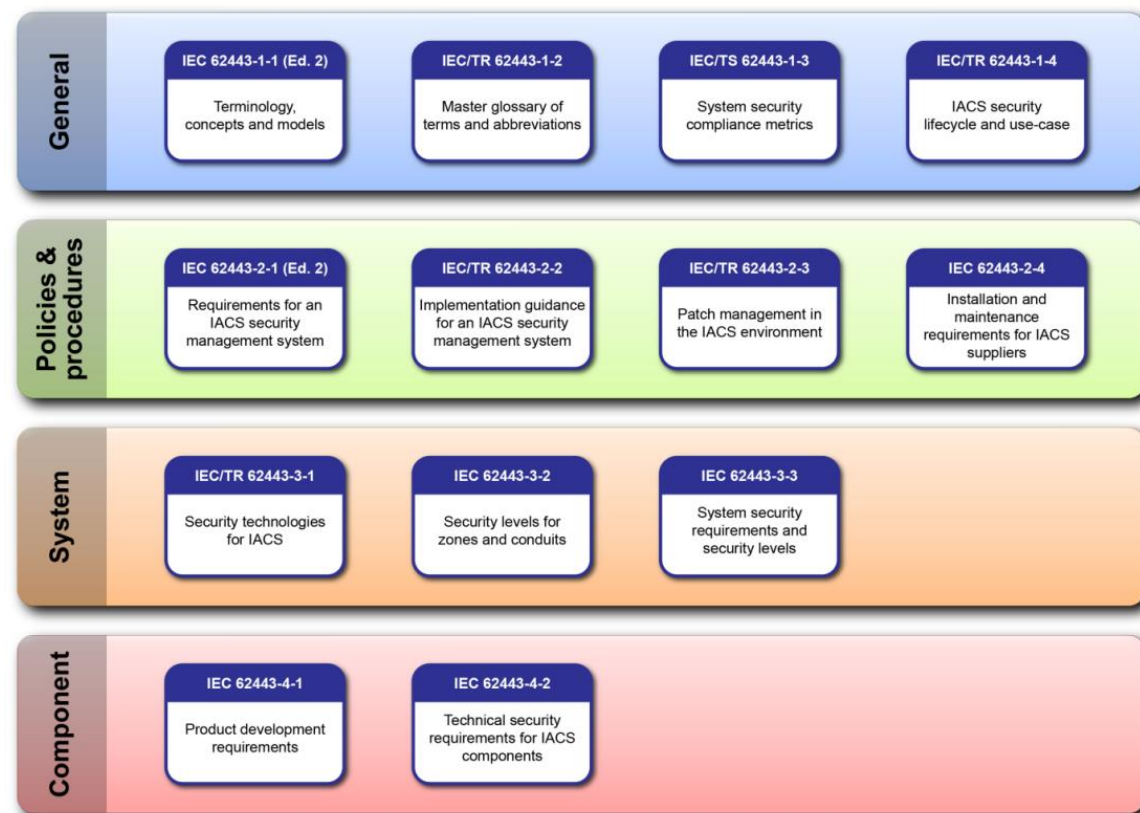 General
IEC 62443-1-1 (Ed. 2)
Terminology,
concepts and models
IEC/TR 62443-1-2
Master glossary of
terms and abbreviations
IEC/TS 62443-1-3
System security
compliance metrics
IEC/TR 62443-1-4
IACS security
lifecycle and use-case
Policies &
procedures
IEC 62443-2-1 (Ed. 2)
Requirements for an
IACS security
management system
IEC/TR 62443-2-2
Implementation guidance
for an IACS security
management system
IEC/TR 62443-2-3
Patch management in
the IACS environment
IEC 62443-2-4
Installation and
maintenance
requirements for IACS
suppliers
System
IEC/TR 62443-3-1
Security technologies
for IACS
IEC 62443-3-2
Security levels for
zones and conduits
IEC 62443-3-3
System security
requirements and
security levels
Component
IEC 62443-4-1
Product development
requirements
IEC 62443-4-2
Technical security
requirements for IACS
components